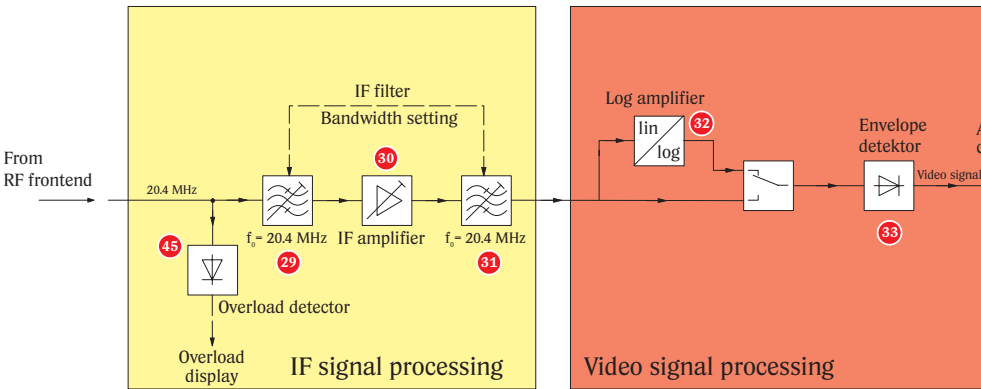 From
RF frontend
20.4 MHz
45
Overload detector
Overload
display
IF filter
Bandwidth setting
f₀= 20.4 MHz
29
30
IF amplifier
f₀= 20.4 MHz
31
IF signal processing
Log amplifier
32
lin
log
Envelope
detektor
33
Video signal
Video signal processing